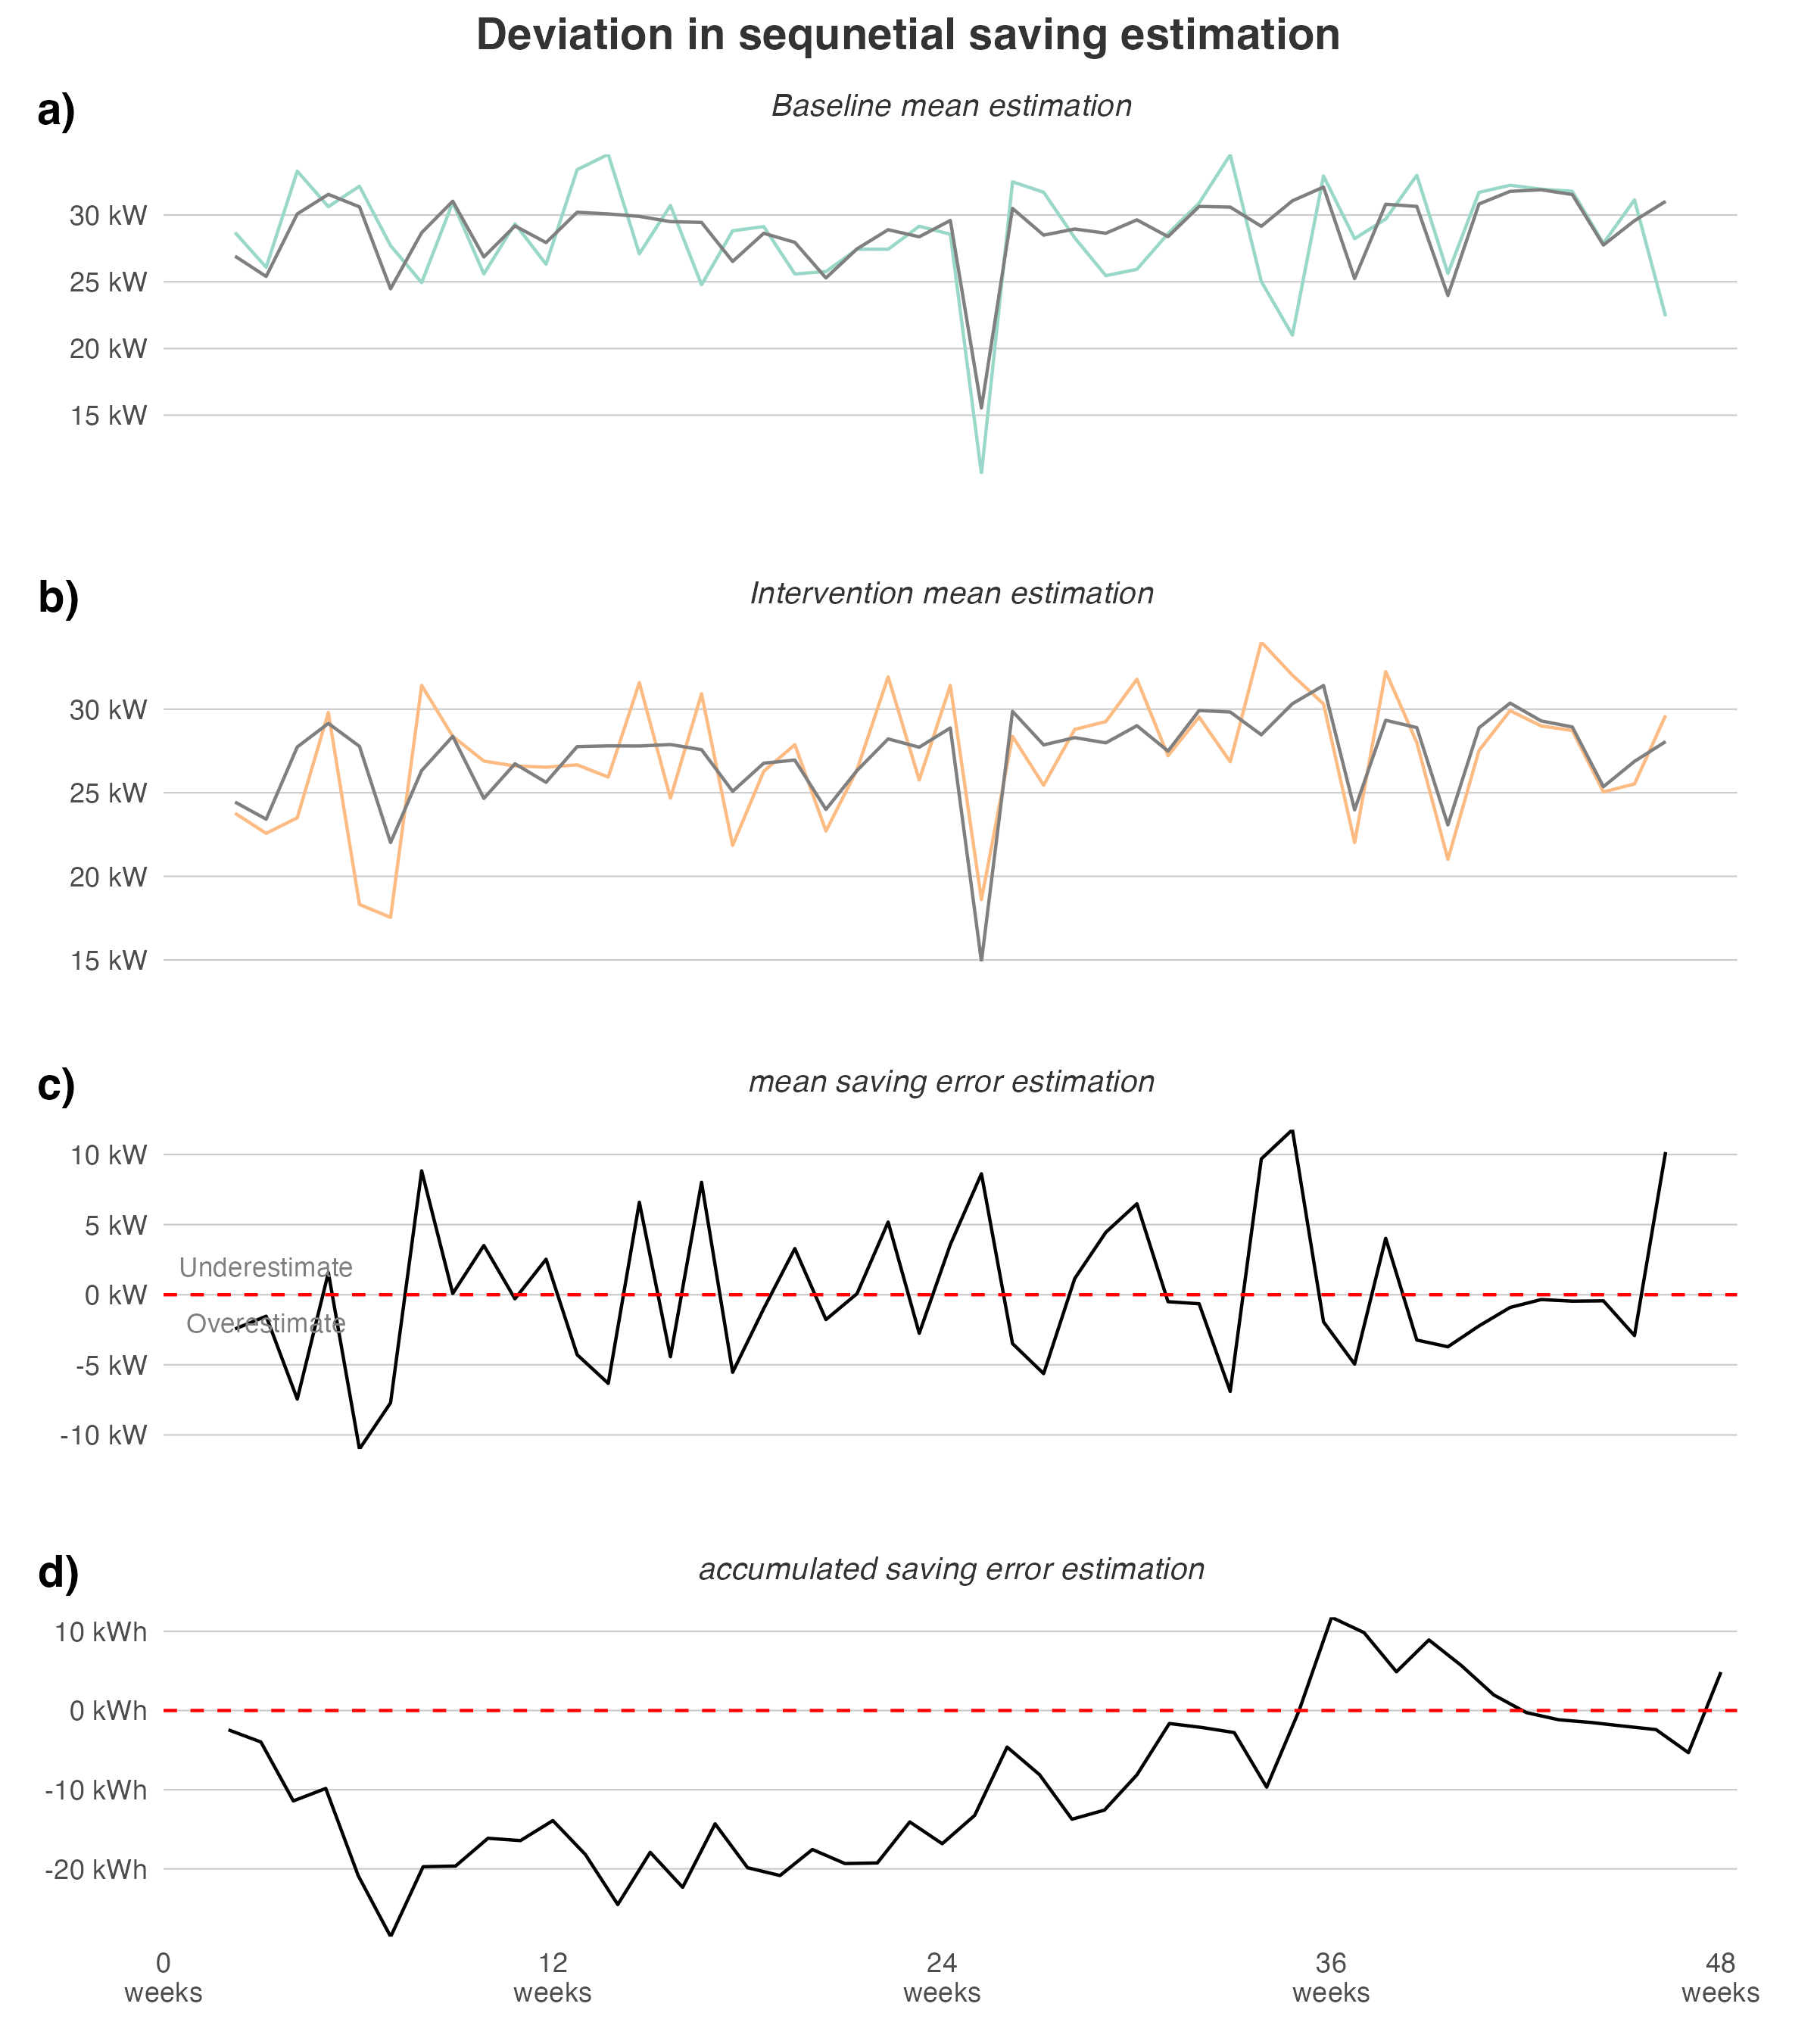 Deviation in sequnetial saving estimation
a)
Baseline mean estimation
30 kW
25 kW
20 kW
15 kW
b)
Intervention mean estimation
30 kW
25 kW
20 kW
15 kW
c)
mean saving error estimation
10 kW
5 kW
Underestimate
0 kW
Overestimate
-5 kW
-10 kW
d)
accumulated saving error estimation
10 kWh
0 kWh
-10 kWh
-20 kWh
0 12 24 36 48
weeks weeks weeks weeks weeks